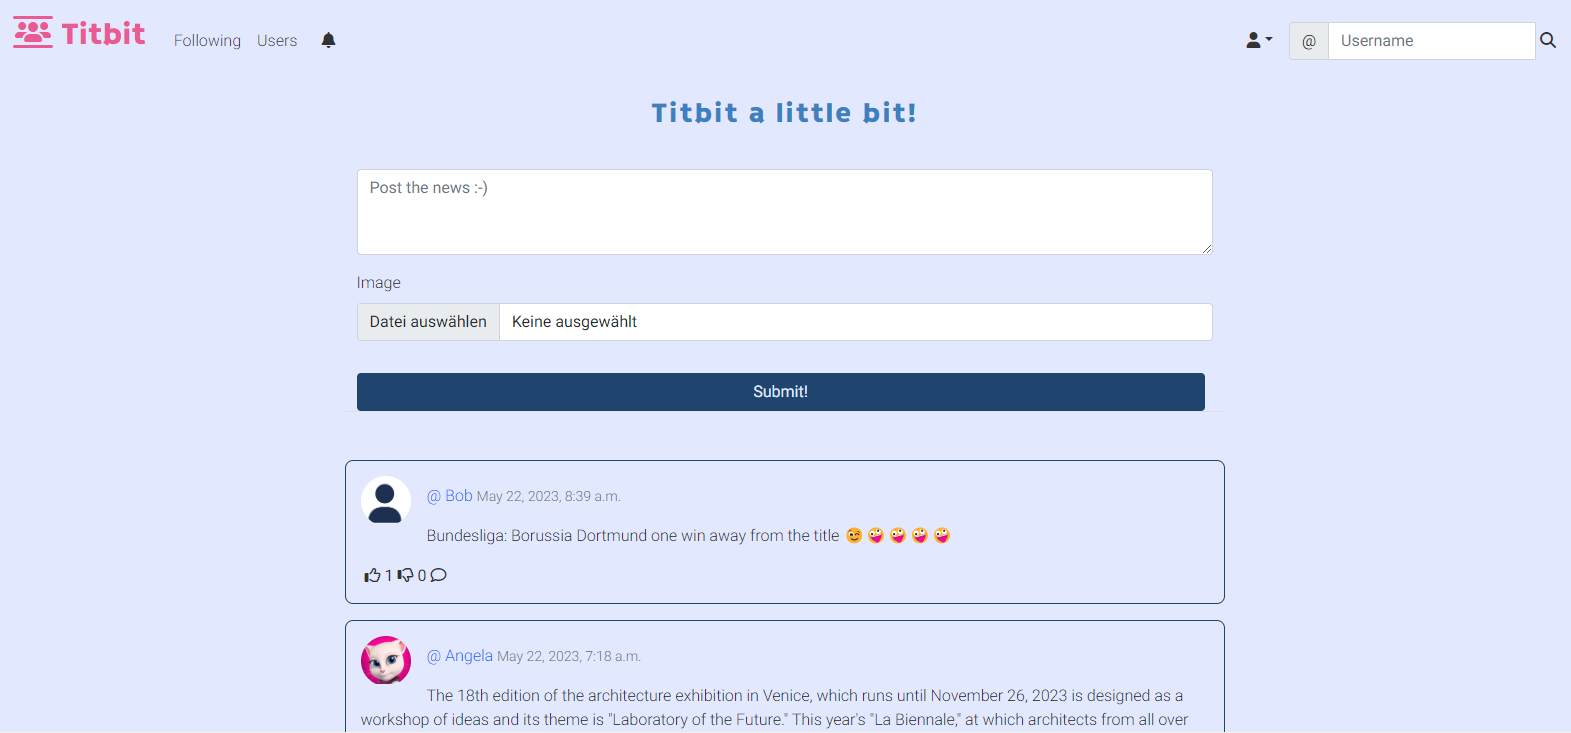 Titbit
Following Users
@ Username
Titbit a little bit!
Post the news :-)
Image
Datei auswählen Keine ausgewählt
Submit!
@ Bob May 22, 2023, 8:39 a.m.
Bundesliga: Borussia Dortmund one win away from the title 😉 🤪 🤪 🤪 🤪
1 0
@ Angela May 22, 2023, 7:18 a.m.
The 18th edition of the architecture exhibition in Venice, which runs until November 26, 2023 is designed as a
workshop of ideas and its theme is "Laboratory of the Future." This year's "La Biennale," at which architects from all over